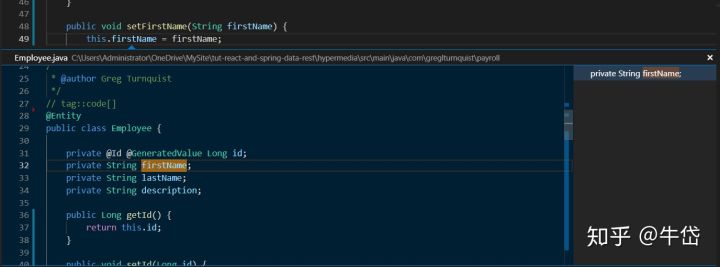 46 }
47
48 public void setFirstName(String firstName) {
49 this.firstName = firstName;
Employee.java C:\Users\Administrator\OneDrive\MySite\tut-react-and-spring-data-rest\hypermedia\src\main\java\com\greglturnquist\payroll
24 /**
private String firstName;
25 * @author Greg Turnquist
26 */
27 // tag::code[]
28 @Entity
29 public class Employee {
30
31 private @Id @GeneratedValue Long id;
32 private String firstName;
33 private String lastName;
34 private String description;
35
36 public Long getId() {
37 return this.id;
38 }
39
40 public void setId(Long id) {
知乎 @牛岱